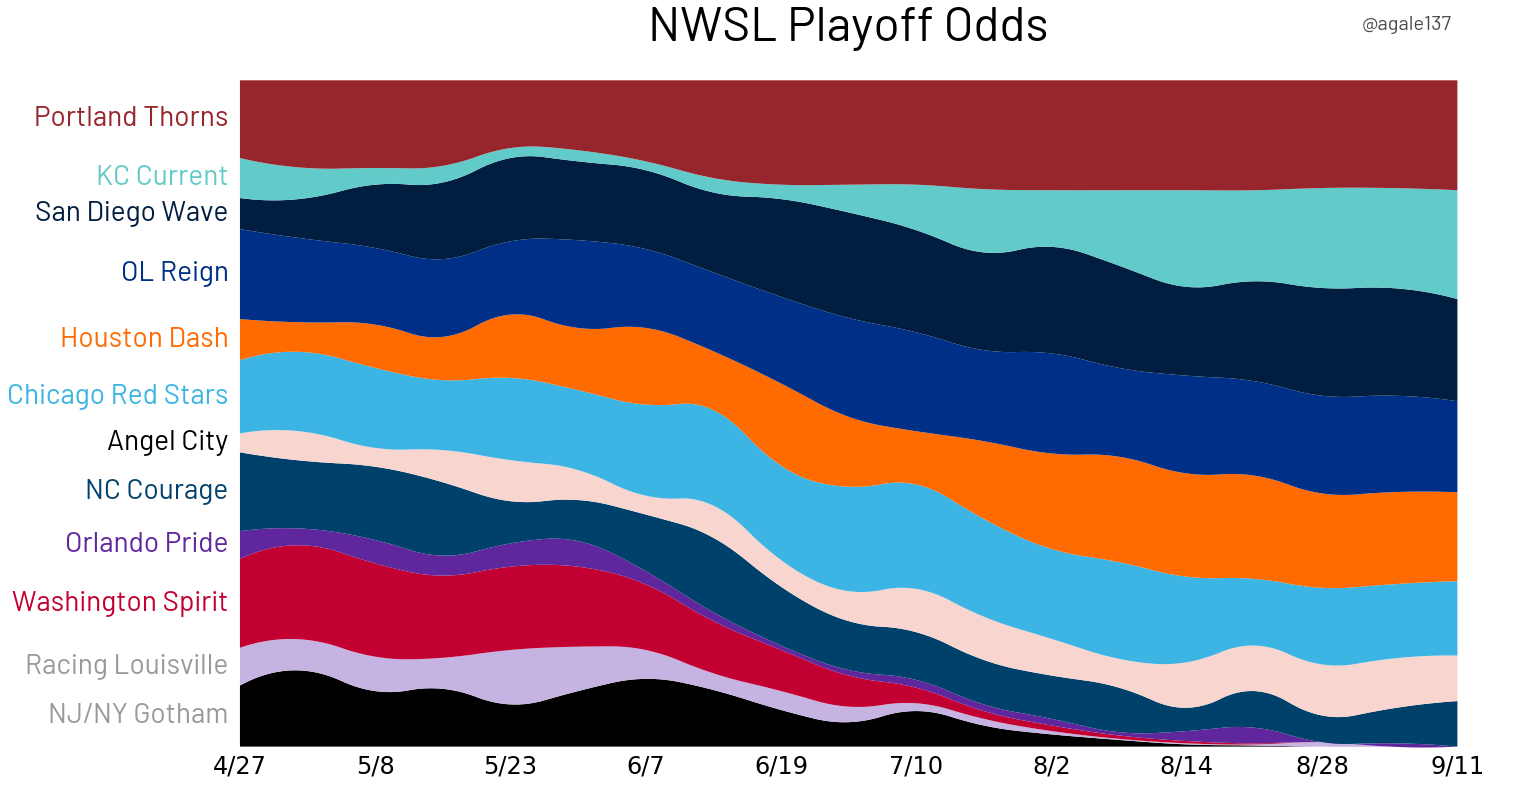 NWSL Playoff Odds
@agale137
Portland Thorns
KC Current
San Diego Wave
OL Reign
Houston Dash
Chicago Red Stars
Angel City
NC Courage
Orlando Pride
Washington Spirit
Racing Louisville
NJ/NY Gotham
4/27 5/8 5/23 6/7 6/19 7/10 8/2 8/14 8/28 9/11